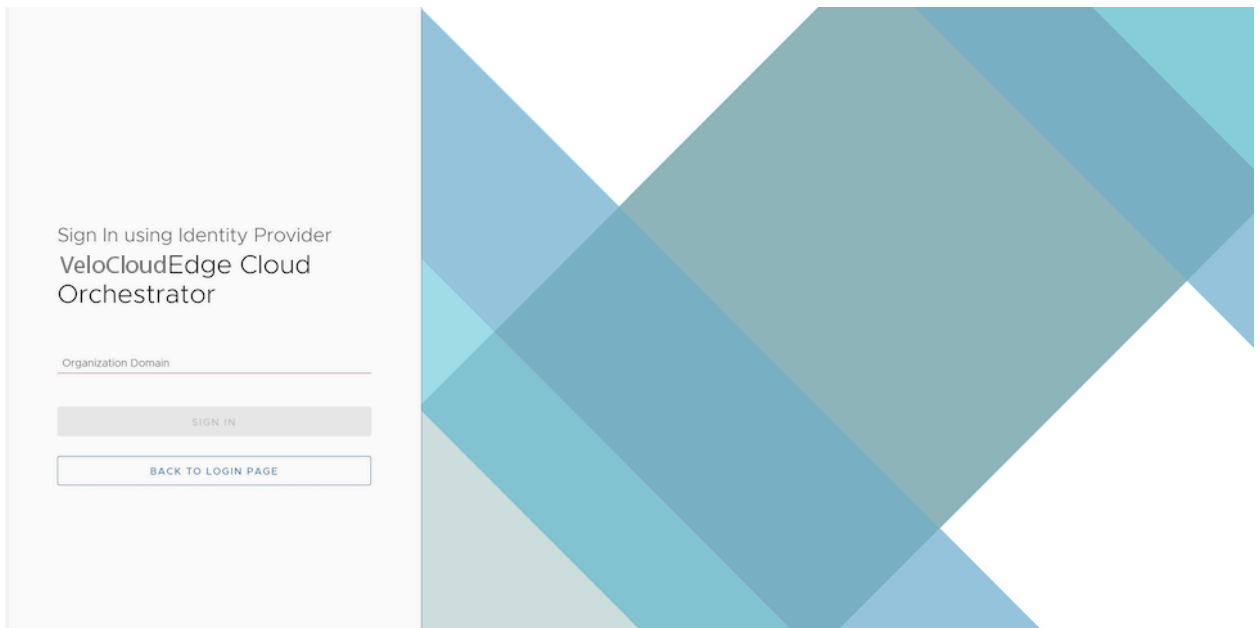 Sign In using Identity Provider
VeloCloudEdge Cloud
Orchestrator
Organization Domain
SIGN IN
BACK TO LOGIN PAGE